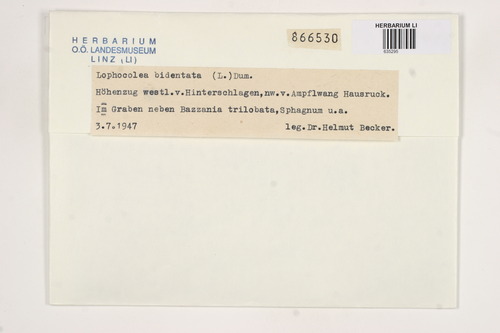 HERBARIUM
O.Ö. LANDESMUSEUM
LINZ (LI)
866530
HERBARIUM LI
Lophocolea bidentata (L.)Dum.
Höhenzug westl.v.Hinterschlagen,nw.v.Ampflwang Hausruck.
Im Graben neben Bazzania trilobata,Sphagnum u.a.
3.7.1947 leg.Dr.Helmut Becker.